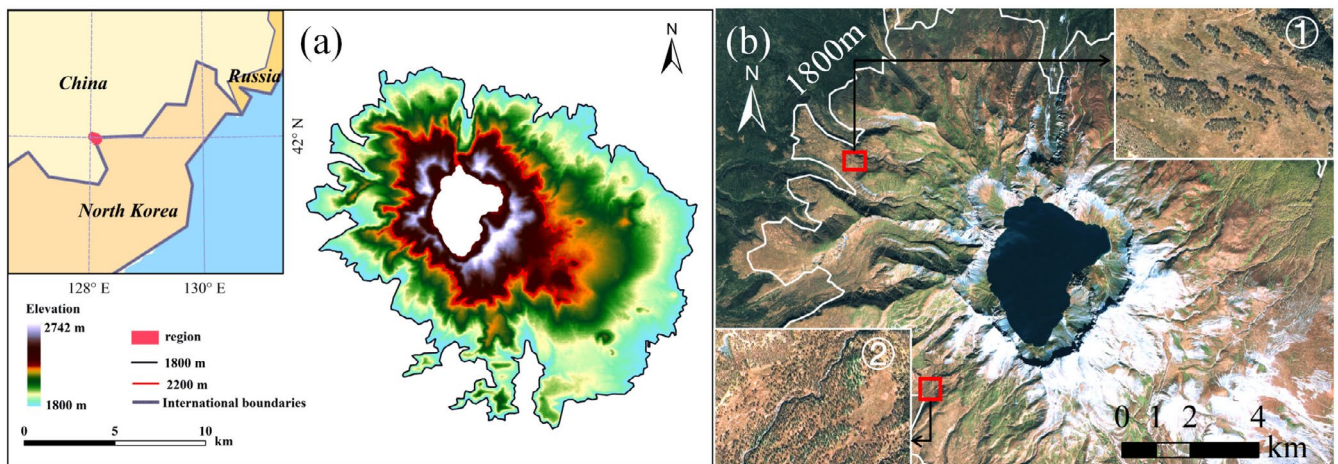 China
Russia
North Korea
42° N
128° E
130° E
Elevation
2742 m
1800 m
region
1800 m
2200 m
International boundaries
0
5
10
km
(a)
N
(b)
N
1800m
①
②
0 1 2 4
km